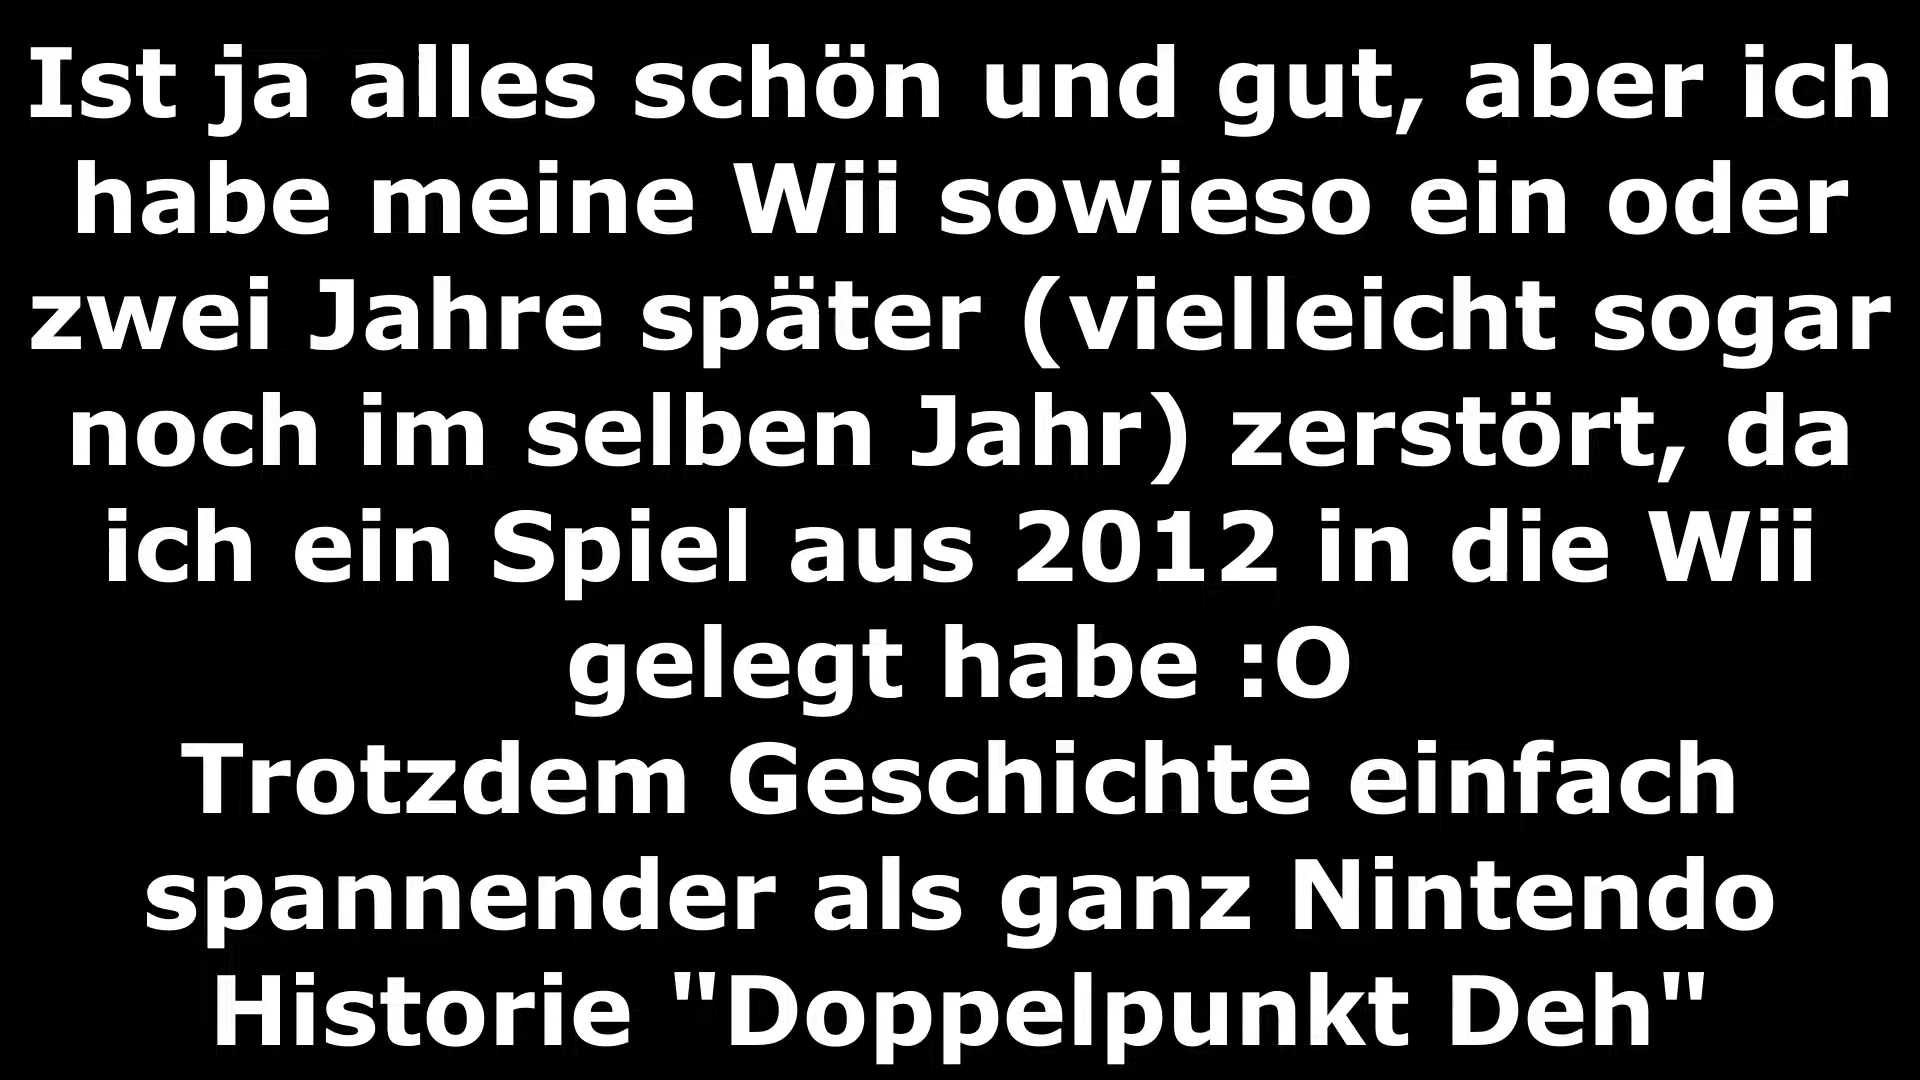 Ist ja alles schön und gut, aber ich
habe meine Wii sowieso ein oder
zwei Jahre später (vielleicht sogar
noch im selben Jahr) zerstört, da
ich ein Spiel aus 2012 in die Wii
gelegt habe :O
Trotzdem Geschichte einfach
spannender als ganz Nintendo
Historie "Doppelpunkt Deh"